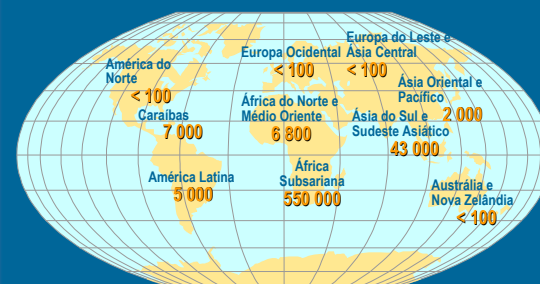 América do
Norte
< 100
Caraíbas
7 000
América Latina
5 000
Europa Ocidental
< 100
África do Norte e
Médio Oriente
6 800
África
Subsariana
550 000
Europa do Leste e
Ásia Central
< 100
Ásia Oriental e
Pacífico
2 000
Ásia do Sul e
Sudeste Asiático
43 000
Austrália e
Nova Zelândia
< 100